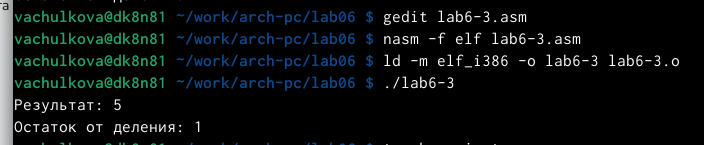 vachulkova@dk8n81 ~/work/arch-pc/lab06 $ gedit lab6-3.asm
vachulkova@dk8n81 ~/work/arch-pc/lab06 $ nasm -f elf lab6-3.asm
vachulkova@dk8n81 ~/work/arch-pc/lab06 $ ld -m elf_i386 -o lab6-3 lab6-3.o
vachulkova@dk8n81 ~/work/arch-pc/lab06 $ ./lab6-3
Результат: 5
Остаток от деления: 1